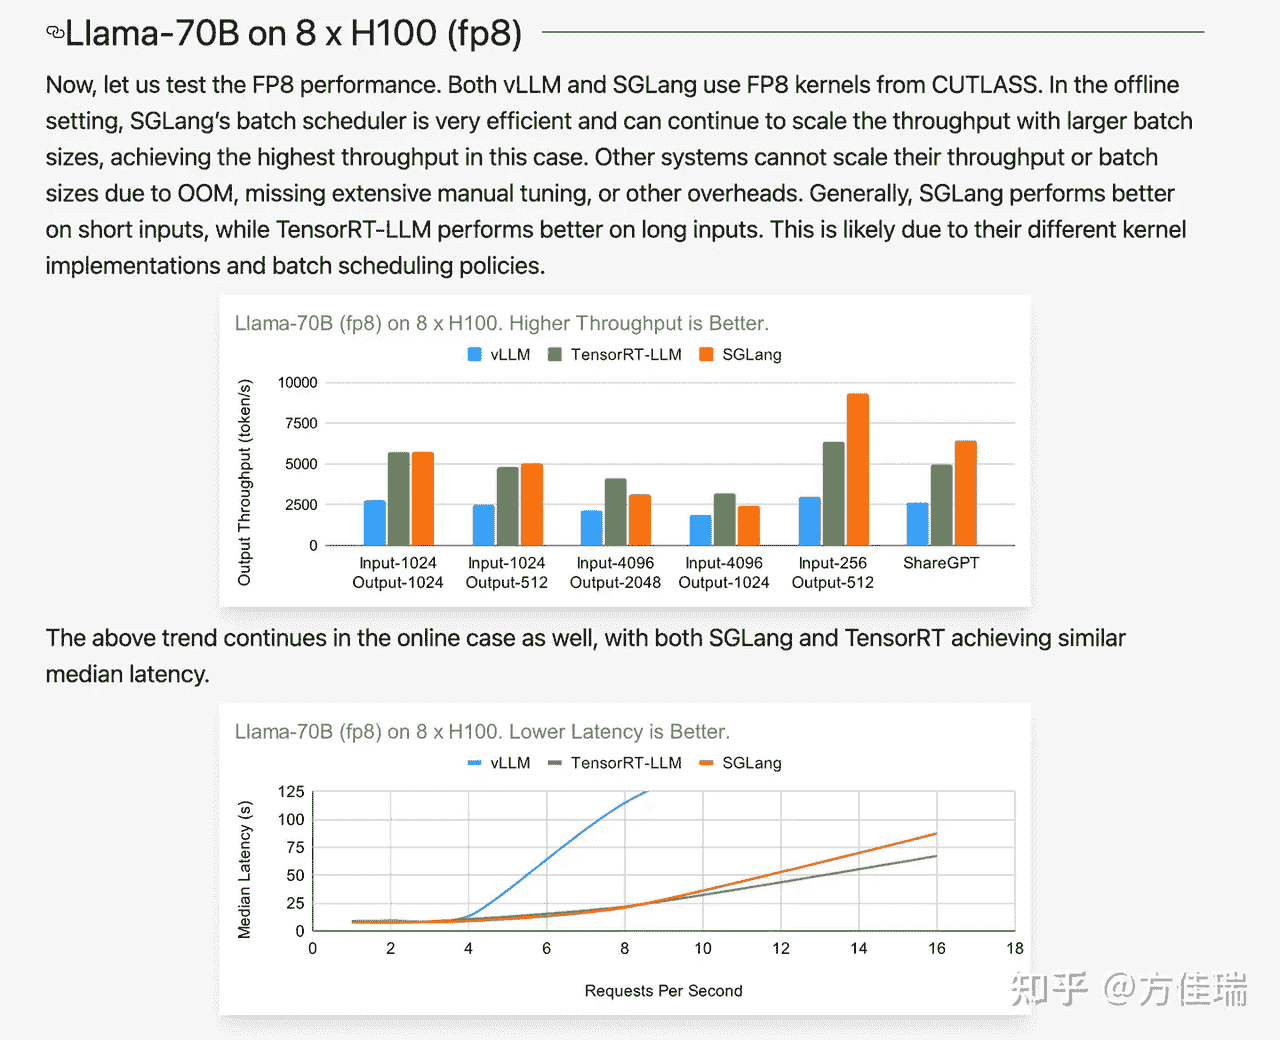 Llama-70B on 8 x H100 (fp8)
Now, let us test the FP8 performance. Both vLLM and SGLang use FP8 kernels from CUTLASS. In the offline
setting, SGLang’s batch scheduler is very efficient and can continue to scale the throughput with larger batch
sizes, achieving the highest throughput in this case. Other systems cannot scale their throughput or batch
sizes due to OOM, missing extensive manual tuning, or other overheads. Generally, SGLang performs better
on short inputs, while TensorRT-LLM performs better on long inputs. This is likely due to their different kernel
implementations and batch scheduling policies.
Llama-70B (fp8) on 8 x H100. Higher Throughput is Better.
vLLM TensorRT-LLM SGLang
Output Throughput (token/s)
10000
7500
5000
2500
0
Input-1024 Input-1024 Input-4096 Input-4096 Input-256 ShareGPT
Output-1024 Output-512 Output-2048 Output-1024 Output-512
The above trend continues in the online case as well, with both SGLang and TensorRT achieving similar
median latency.
Llama-70B (fp8) on 8 x H100. Lower Latency is Better.
vLLM TensorRT-LLM SGLang
Median Latency (s)
125
100
75
50
25
0
0 2 4 6 8 10 12 14 16 18
Requests Per Second
知乎 @方佳瑞